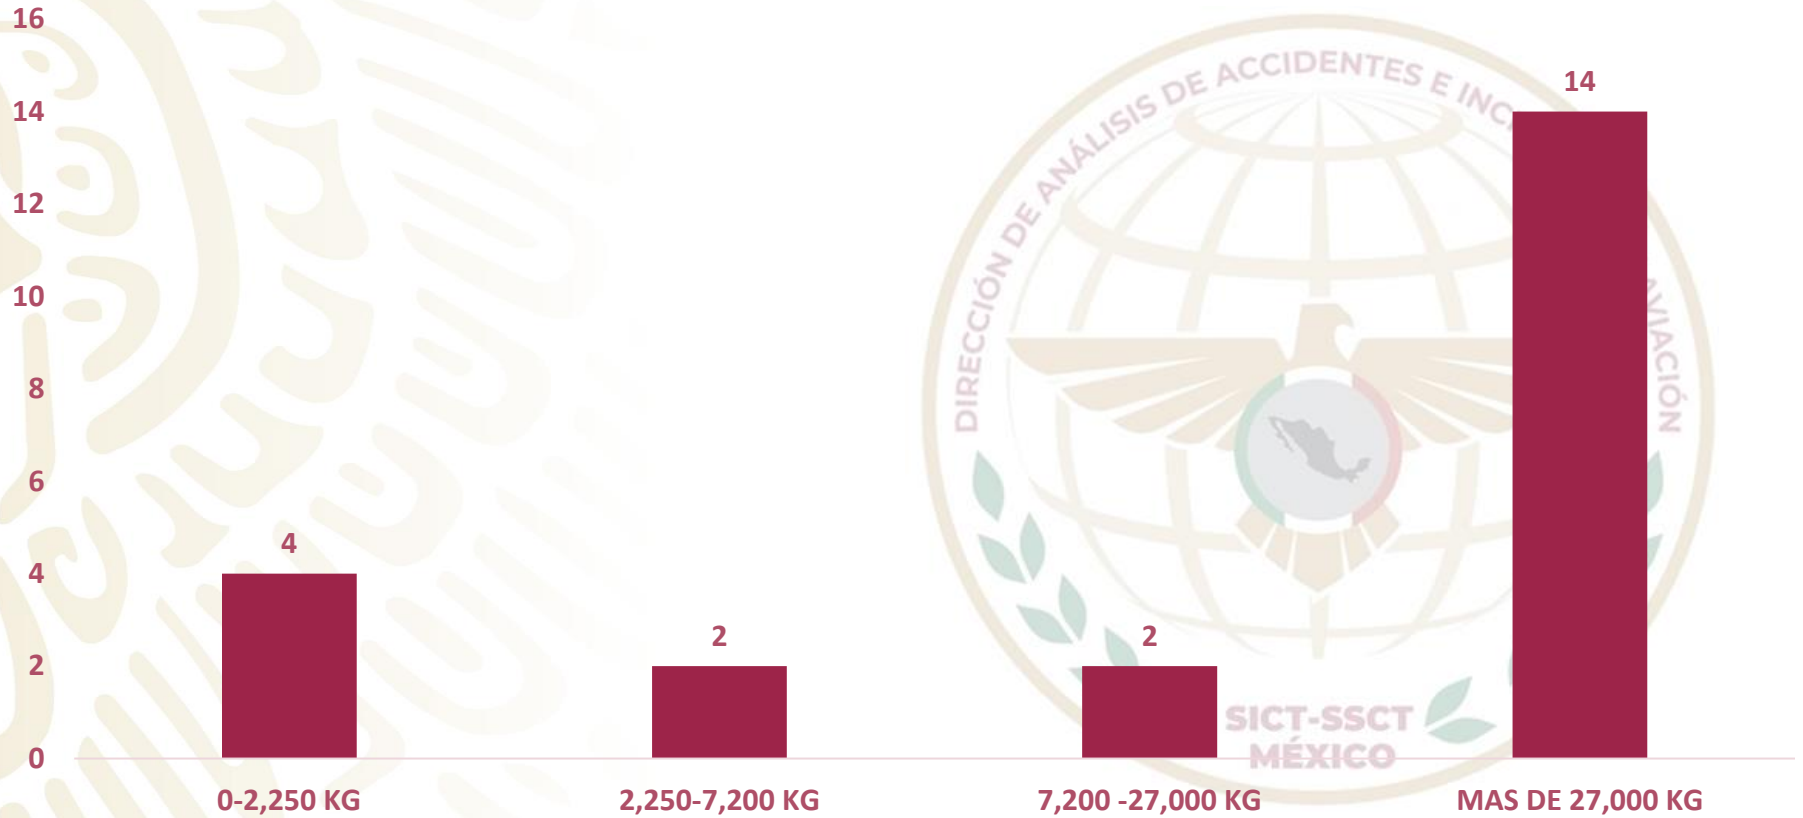 16
14
12
10
8
6
4
2
0
4
2
2
14
0-2,250 KG
2,250-7,200 KG
7,200 -27,000 KG
MAS DE 27,000 KG
DIRECCIÓN DE ANÁLISIS DE ACCIDENTES E
AVIACIÓN
SICT-SSCT
MÉXICO